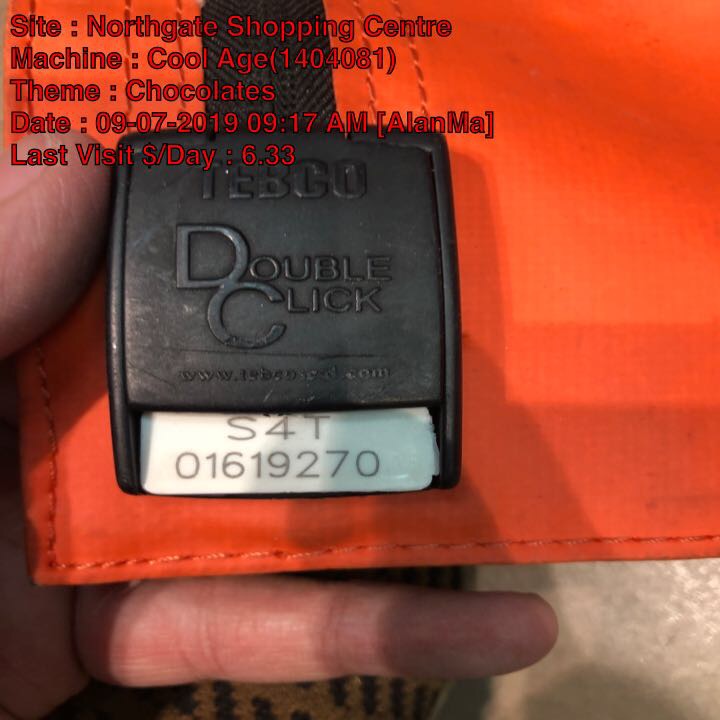 Site : Northgate Shopping Centre
Machine : Cool Age(1404081)
Theme : Chocolates
Date : 09-07-2019 09:17 AM [AlanMa]
Last Visit $/Day : 6.33
TEBCO
DOUBLE
CLICK
S4T
01619270